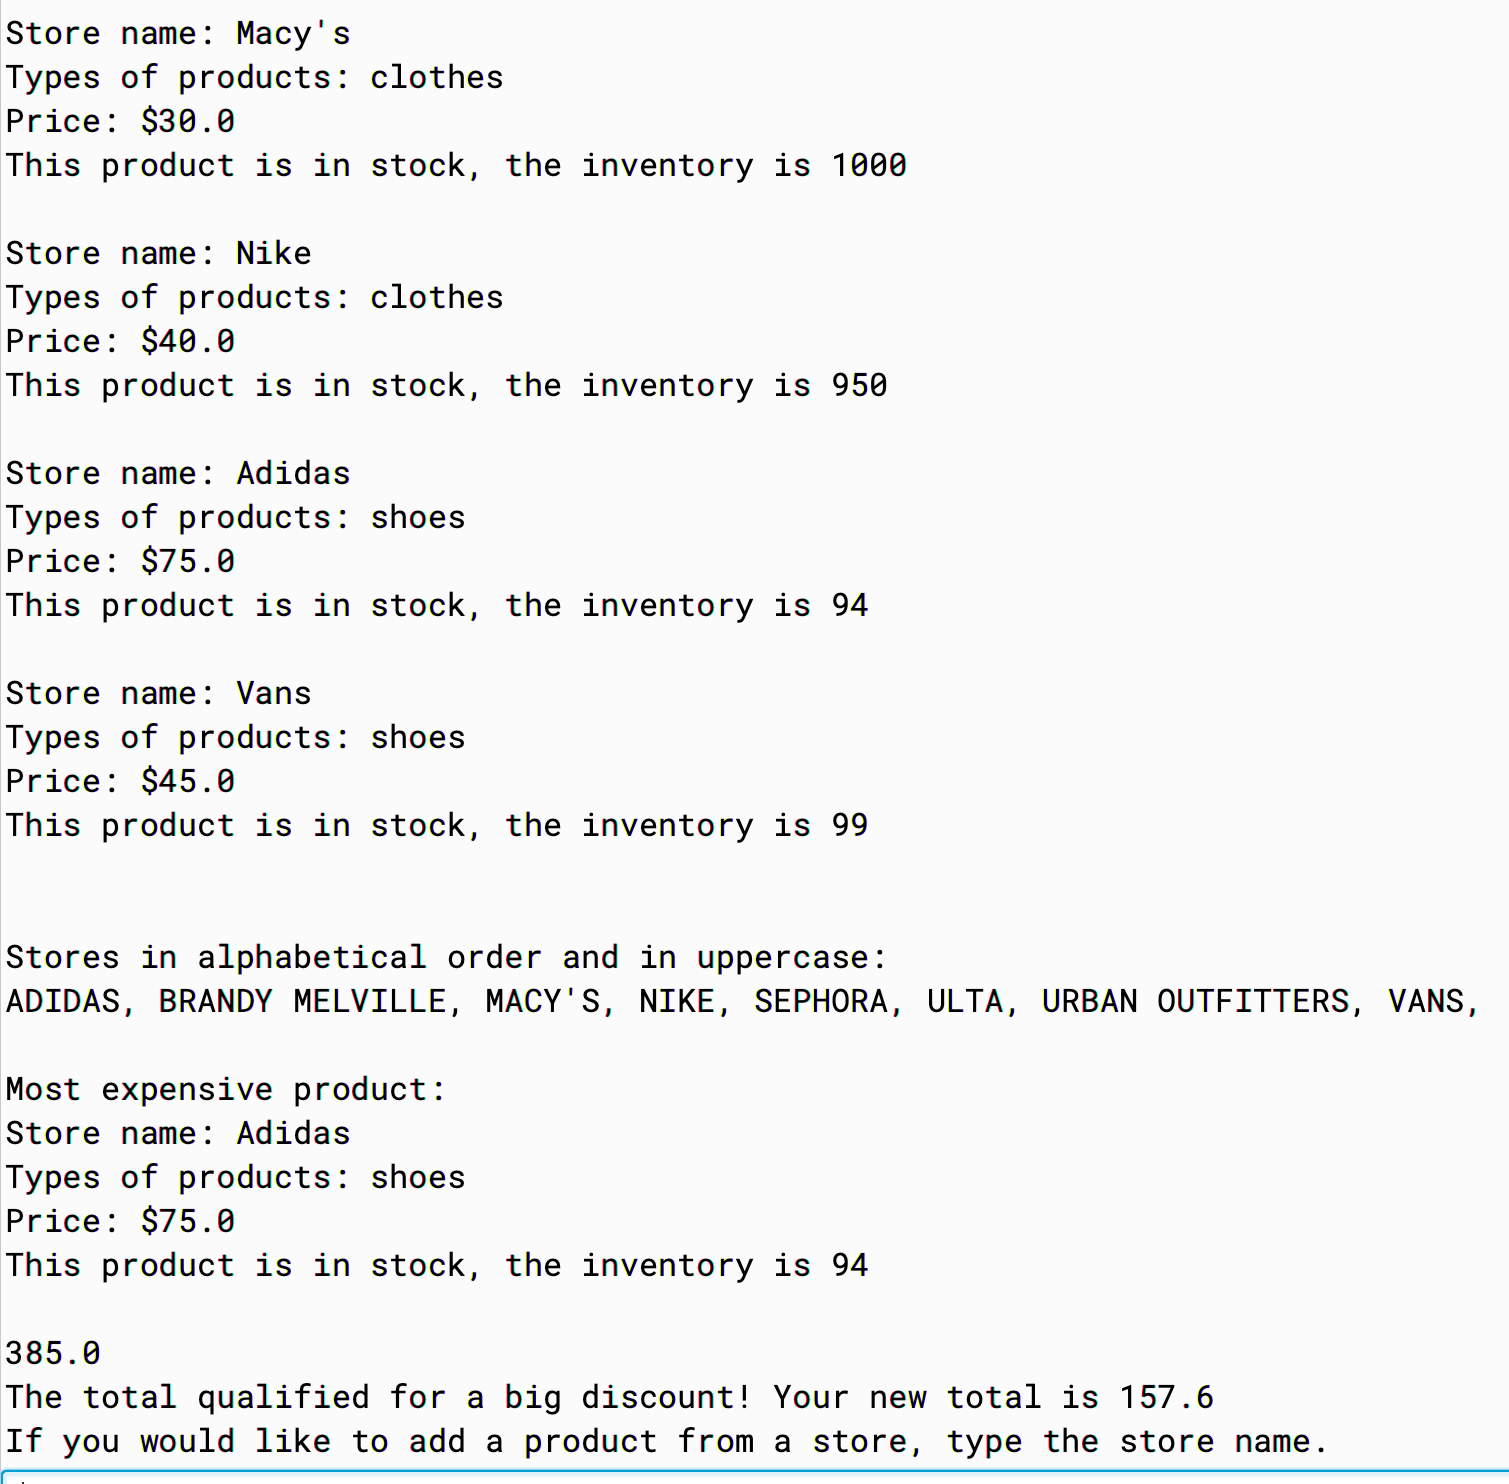 Store name: Macy's
Types of products: clothes
Price: $30.0
This product is in stock, the inventory is 1000
Store name: Nike
Types of products: clothes
Price: $40.0
This product is in stock, the inventory is 950
Store name: Adidas
Types of products: shoes
Price: $75.0
This product is in stock, the inventory is 94
Store name: Vans
Types of products: shoes
Price: $45.0
This product is in stock, the inventory is 99
Stores in alphabetical order and in uppercase:
ADIDAS, BRANDY MELVILLE, MACY'S, NIKE, SEPHORA, ULTA, URBAN OUTFITTERS, VANS,
Most expensive product:
Store name: Adidas
Types of products: shoes
Price: $75.0
This product is in stock, the inventory is 94
385.0
The total qualified for a big discount! Your new total is 157.6
If you would like to add a product from a store, type the store name.